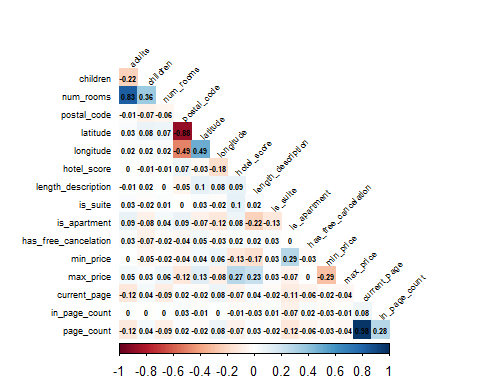 adults
children -0.22 children
num_rooms 0.83 0.36 num_rooms
postal_code -0.01 -0.07 -0.06 postal_code
latitude 0.03 0.08 0.07 latitude
longitude 0.02 0.02 0.02 -0.49 0.49 longitude
hotel_score 0 -0.01 -0.01 0.07 -0.03 -0.18 hotel_score
length_description -0.01 0.02 0 -0.05 0.1 0.08 0.09 length_description
is_suite 0.03 -0.02 0.01 0 0.03 -0.02 0.1 0.02 is_suite
is_apartment 0.09 -0.08 0.04 0.09 -0.07 -0.12 0.08 -0.22 -0.13 is_apartment
has_free_cancelation 0.03 -0.07 -0.02 -0.04 0.05 -0.03 0.02 0.02 0.03 0 has_free_cancelation
min_price 0 -0.05 -0.02 -0.04 0.04 0.06 -0.13 -0.17 0.29 -0.03 min_price
max_price 0.05 0.03 0.06 -0.12 0.13 -0.08 0.27 0.23 0.03 -0.07 0 -0.29 max_price
current_page -0.12 0.04 -0.09 0.02 -0.02 0.08 -0.07 0.04 -0.02 -0.11 -0.06 -0.02 -0.04 current_page
in_page_count 0 0 0 0.03 -0.01 0 -0.01 -0.03 0.01 -0.07 0.02 -0.03 -0.01 0.08 in_page_count
page_count -0.12 0.04 -0.09 0.02 -0.02 0.08 -0.07 0.03 -0.02 -0.12 -0.06 -0.03 -0.04 0.98 0.28
-1 -0.8 -0.6 -0.4 -0.2 0 0.2 0.4 0.6 0.8 1